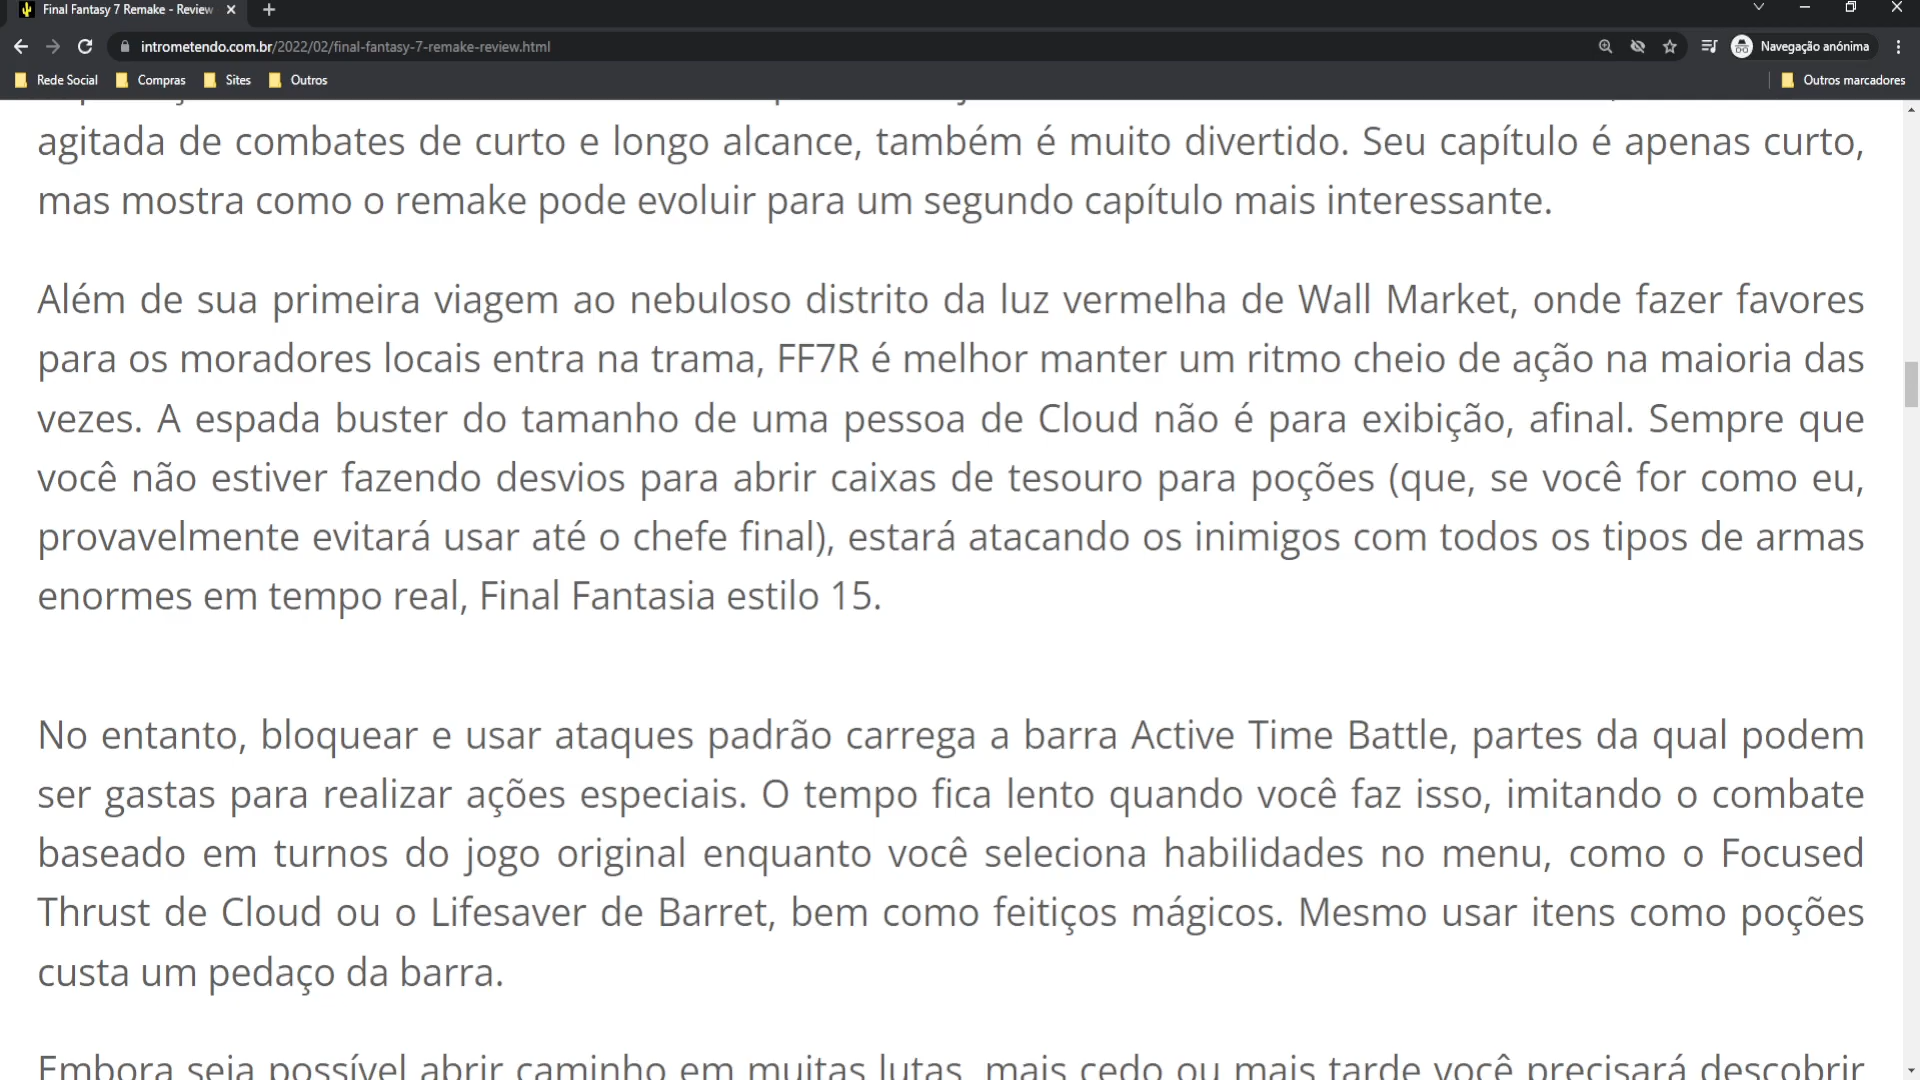 Final Fantasy 7 Remake - Review
intrometendo.com.br/2022/02/final-fantasy-7-remake-review.html
Navegação anónima
Rede Social
Compras
Sites
Outros
Outros marcadores
agitada de combates de curto e longo alcance, também é muito divertido. Seu capítulo é apenas curto,
mas mostra como o remake pode evoluir para um segundo capítulo mais interessante.
Além de sua primeira viagem ao nebuloso distrito da luz vermelha de Wall Market, onde fazer favores
para os moradores locais entra na trama, FF7R é melhor manter um ritmo cheio de ação na maioria das
vezes. A espada buster do tamanho de uma pessoa de Cloud não é para exibição, afinal. Sempre que
você não estiver fazendo desvios para abrir caixas de tesouro para poções (que, se você for como eu,
provavelmente evitará usar até o chefe final), estará atacando os inimigos com todos os tipos de armas
enormes em tempo real, Final Fantasia estilo 15.
No entanto, bloquear e usar ataques padrão carrega a barra Active Time Battle, partes da qual podem
ser gastas para realizar ações especiais. O tempo fica lento quando você faz isso, imitando o combate
baseado em turnos do jogo original enquanto você seleciona habilidades no menu, como o Focused
Thrust de Cloud ou o Lifesaver de Barret, bem como feitiços mágicos. Mesmo usar itens como poções
custa um pedaço da barra.
Embora seja possível abrir caminho em muitas lutas, mais cedo ou mais tarde você precisará descobrir